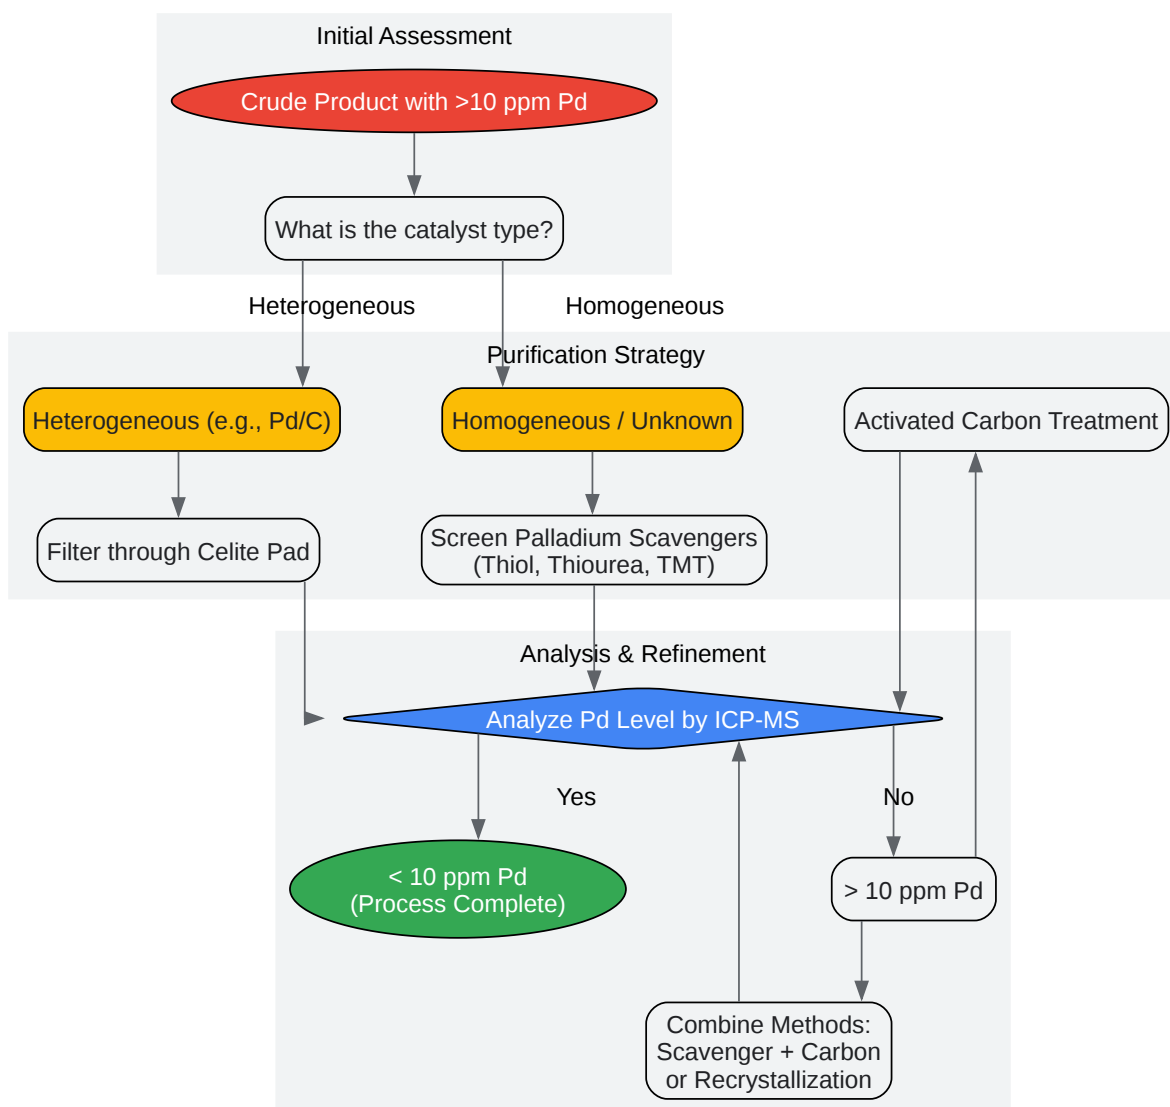 Initial Assessment
Crude Product with >10 ppm Pd
What is the catalyst type?
Heterogeneous
Homogeneous
Purification Strategy
Heterogeneous (e.g., Pd/C)
Homogeneous / Unknown
Activated Carbon Treatment
Filter through Celite Pad
Screen Palladium Scavengers
(Thiol, Thiourea, TMT)
Analysis & Refinement
Analyze Pd Level by ICP-MS
Yes
No
< 10 ppm Pd
(Process Complete)
> 10 ppm Pd
Combine Methods:
Scavenger + Carbon
or Recrystallization